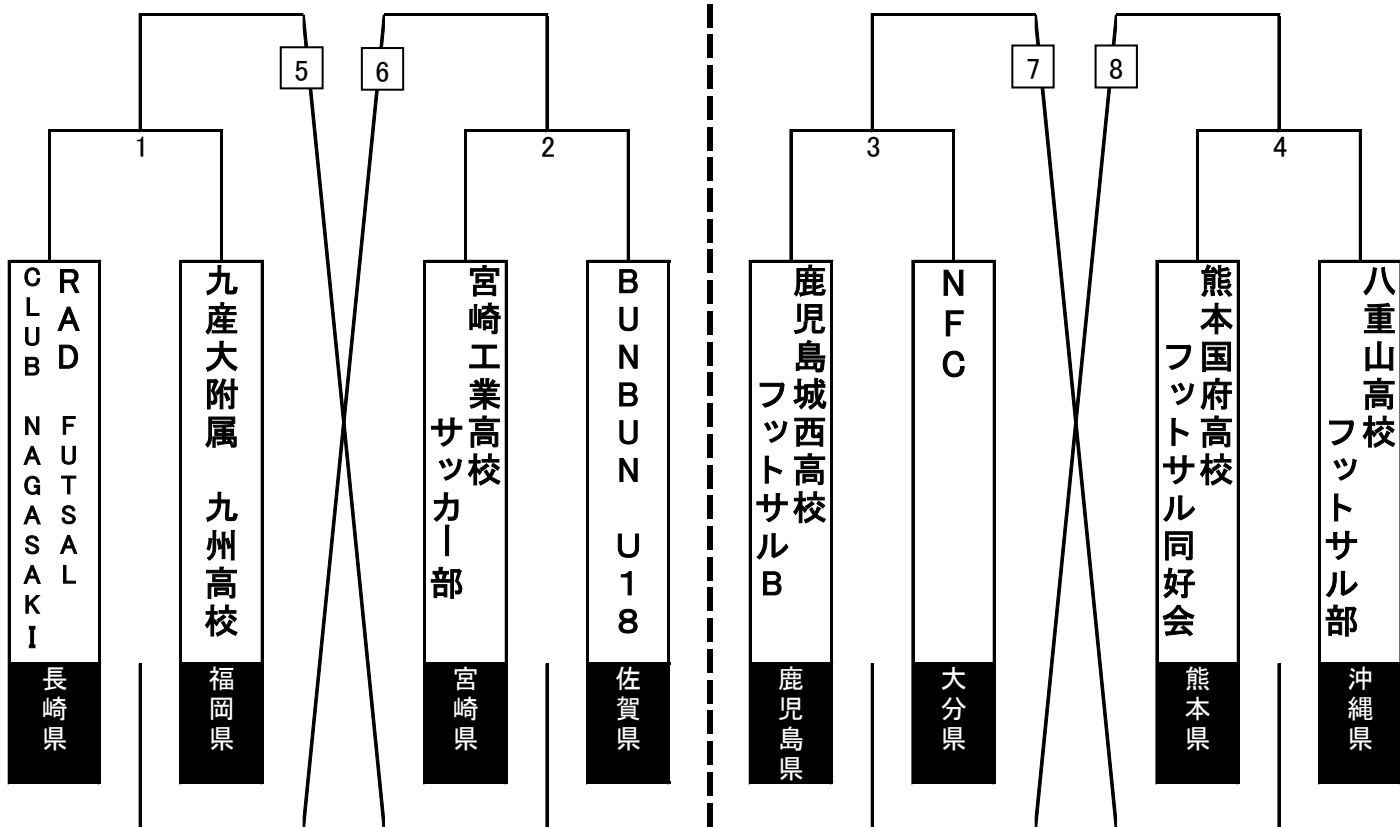 5
6
7
8
1
2
3
4
RAD FUTSAL
CLUB NAGASAKI
長崎県
九産大附属 九州高校
福岡県
宮崎工業高校
サッカー部
宮崎県
BUNBUN U18
佐賀県
鹿児島城西高校
フットサルB
鹿児島県
NFC
大分県
熊本国府高校
フットサル同好会
熊本県
八重山高校
フットサル部
沖縄県